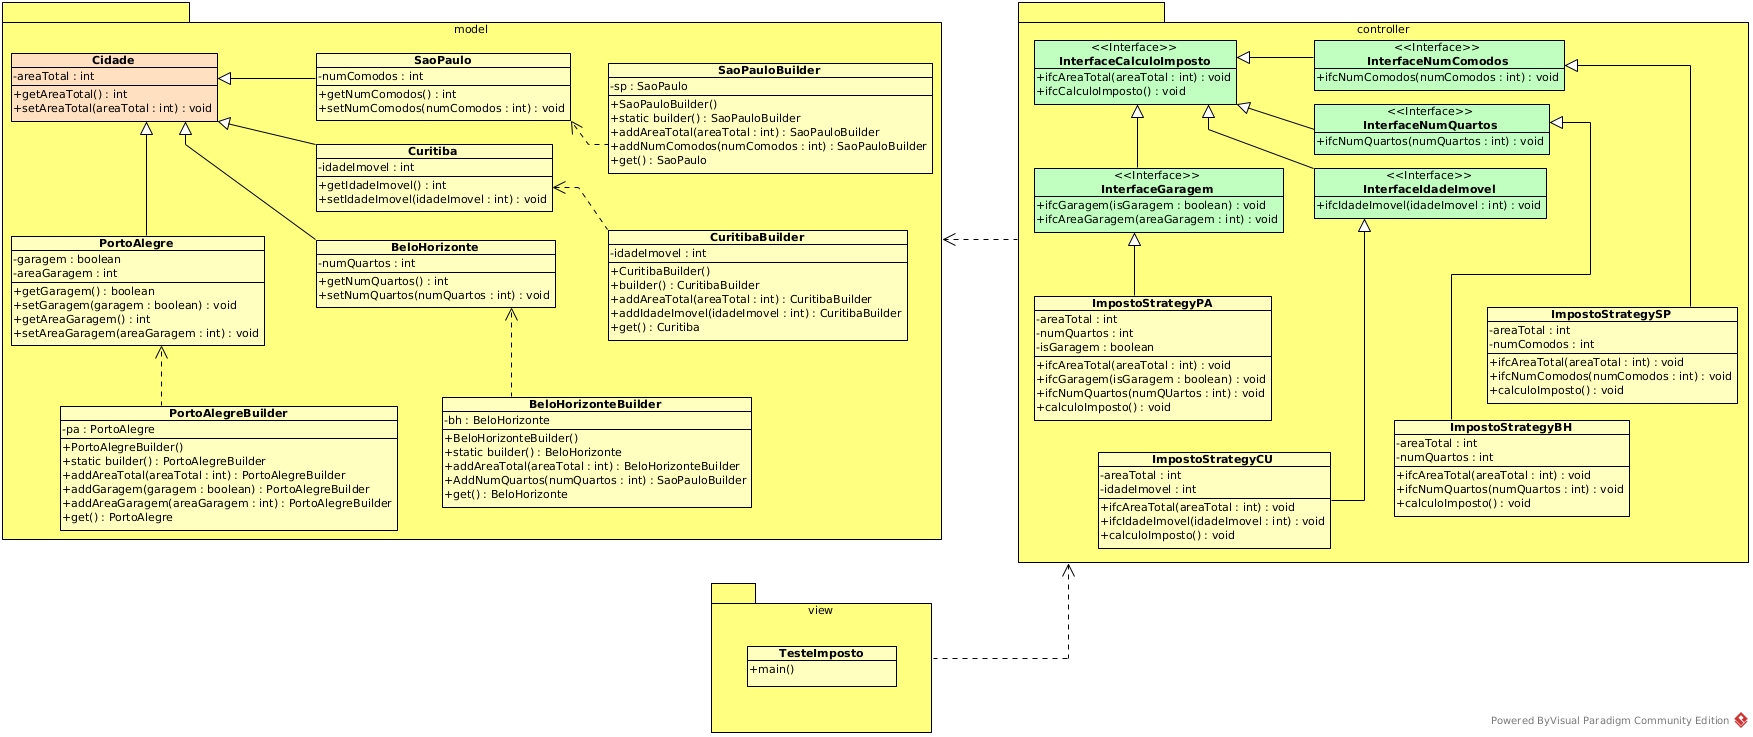 model
Cidade
-areaTotal : int
+getAreaTotal() : int
+setAreaTotal(areaTotal : int) : void
SaoPaulo
-numComodos : int
+getNumComodos() : int
+setNumComodos(numComodos : int) : void
SaoPauloBuilder
-sp : SaoPaulo
+SaoPauloBuilder()
+static builder() : SaoPauloBuilder
+addAreaTotal(areaTotal : int) : SaoPauloBuilder
+addNumComodos(numComodos : int) : SaoPauloBuilder
+get() : SaoPaulo
Curitiba
-idadeImovel : int
+getIdadeImovel() : int
+setIdadeImovel(idadeImovel : int) : void
PortoAlegre
-garagem : boolean
-areaGaragem : int
+getGaragem() : boolean
+setGaragem(garagem : boolean) : void
+getAreaGaragem() : int
+setAreaGaragem(areaGaragem : int) : void
BeloHorizonte
-numQuartos : int
+getNumQuartos() : int
+setNumQuartos(numQuartos : int) : void
CuritibaBuilder
-idadeImovel : int
+CuritibaBuilder()
+builder() : CuritibaBuilder
+addAreaTotal(areaTotal : int) : CuritibaBuilder
+addIdadeImovel(idadeImovel : int) : CuritibaBuilder
+get() : Curitiba
PortoAlegreBuilder
-pa : PortoAlegre
+PortoAlegreBuilder()
+static builder() : PortoAlegreBuilder
+addAreaTotal(areaTotal : int) : PortoAlegreBuilder
+addGaragem(garagem : boolean) : PortoAlegreBuilder
+addAreaGaragem(areaGaragem : int) : PortoAlegreBuilder
+get() : PortoAlegre
BeloHorizonteBuilder
-bh : BeloHorizonte
+BeloHorizonteBuilder()
+static builder() : BeloHorizonte
+addAreaTotal(areaTotal : int) : BeloHorizonteBuilder
+AddNumQuartos(numQuartos : int) : SaoPauloBuilder
+get() : BeloHorizonte
controller
<<Interface>>
InterfaceCalculoImposto
+ifcAreaTotal(areaTotal : int) : void
+ifcCalculoImposto() : void
<<Interface>>
InterfaceNumComodos
+ifcNumComodos(numComodos : int) : void
<<Interface>>
InterfaceNumQuartos
+ifcNumQuartos(numQuartos : int) : void
<<Interface>>
InterfaceGaragem
+ifcGaragem(isGaragem : boolean) : void
+ifcAreaGaragem(areaGaragem : int) : void
<<Interface>>
InterfaceIdadeImovel
+ifcIdadeImovel(idadeImovel : int) : void
ImpostoStrategyPA
-areaTotal : int
-numQuartos : int
-isGaragem : boolean
+ifcAreaTotal(areaTotal : int) : void
+ifcGaragem(isGaragem : boolean) : void
+ifcNumQuartos(numQUartos : int) : void
+calculoImposto() : void
ImpostoStrategySP
-areaTotal : int
-numComodos : int
+ifcAreaTotal(areaTotal : int) : void
+ifcNumComodos(numComodos : int) : void
+calculoImposto() : void
ImpostoStrategyBH
-areaTotal : int
-numQuartos : int
+ifcAreaTotal(areaTotal : int) : void
+ifcNumQuartos(numQuartos : int) : void
+calculoImposto() : void
ImpostoStrategyCU
-areaTotal : int
-idadeImovel : int
+ifcAreaTotal(areaTotal : int) : void
+ifcIdadeImovel(idadeImovel : int) : void
+calculoImposto() : void
view
TesteImposto
+main()
Powered ByVisual Paradigm Community Edition